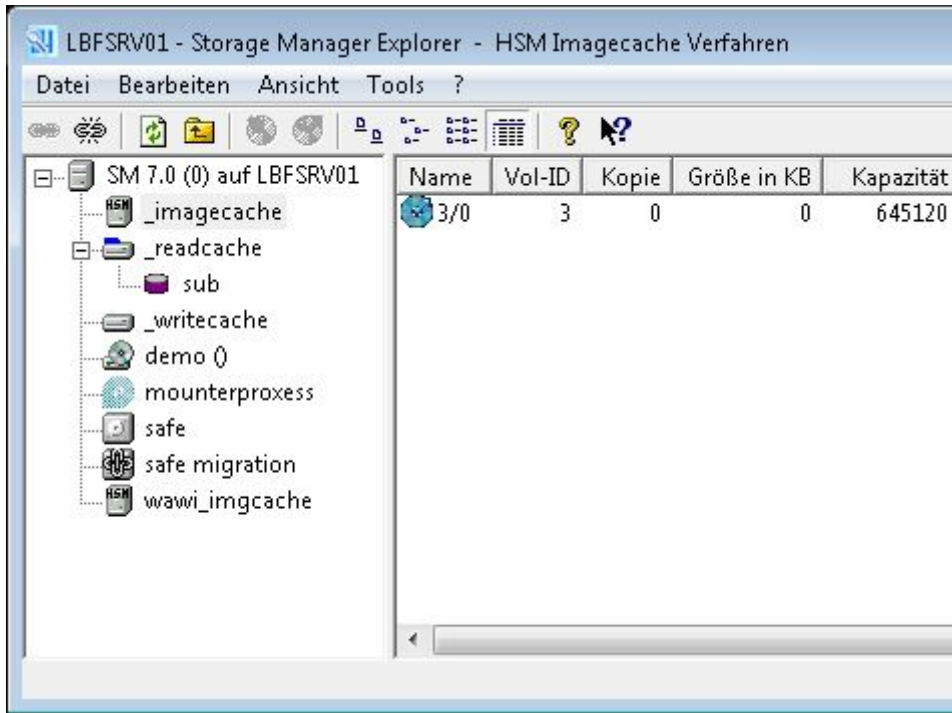 LBFSRV01 - Storage Manager Explorer - HSM Imagecache Verfahren
Datei Bearbeiten Ansicht Tools ?
SM 7.0 (0) auf LBFSRV01
HSM _imagecache
_readcache
sub
_writecache
demo ()
mounterproxess
safe
safe migration
HSM wawi_imgcache
Name Vol-ID Kopie Größe in KB Kapazität
3/0 3 0 0 645120